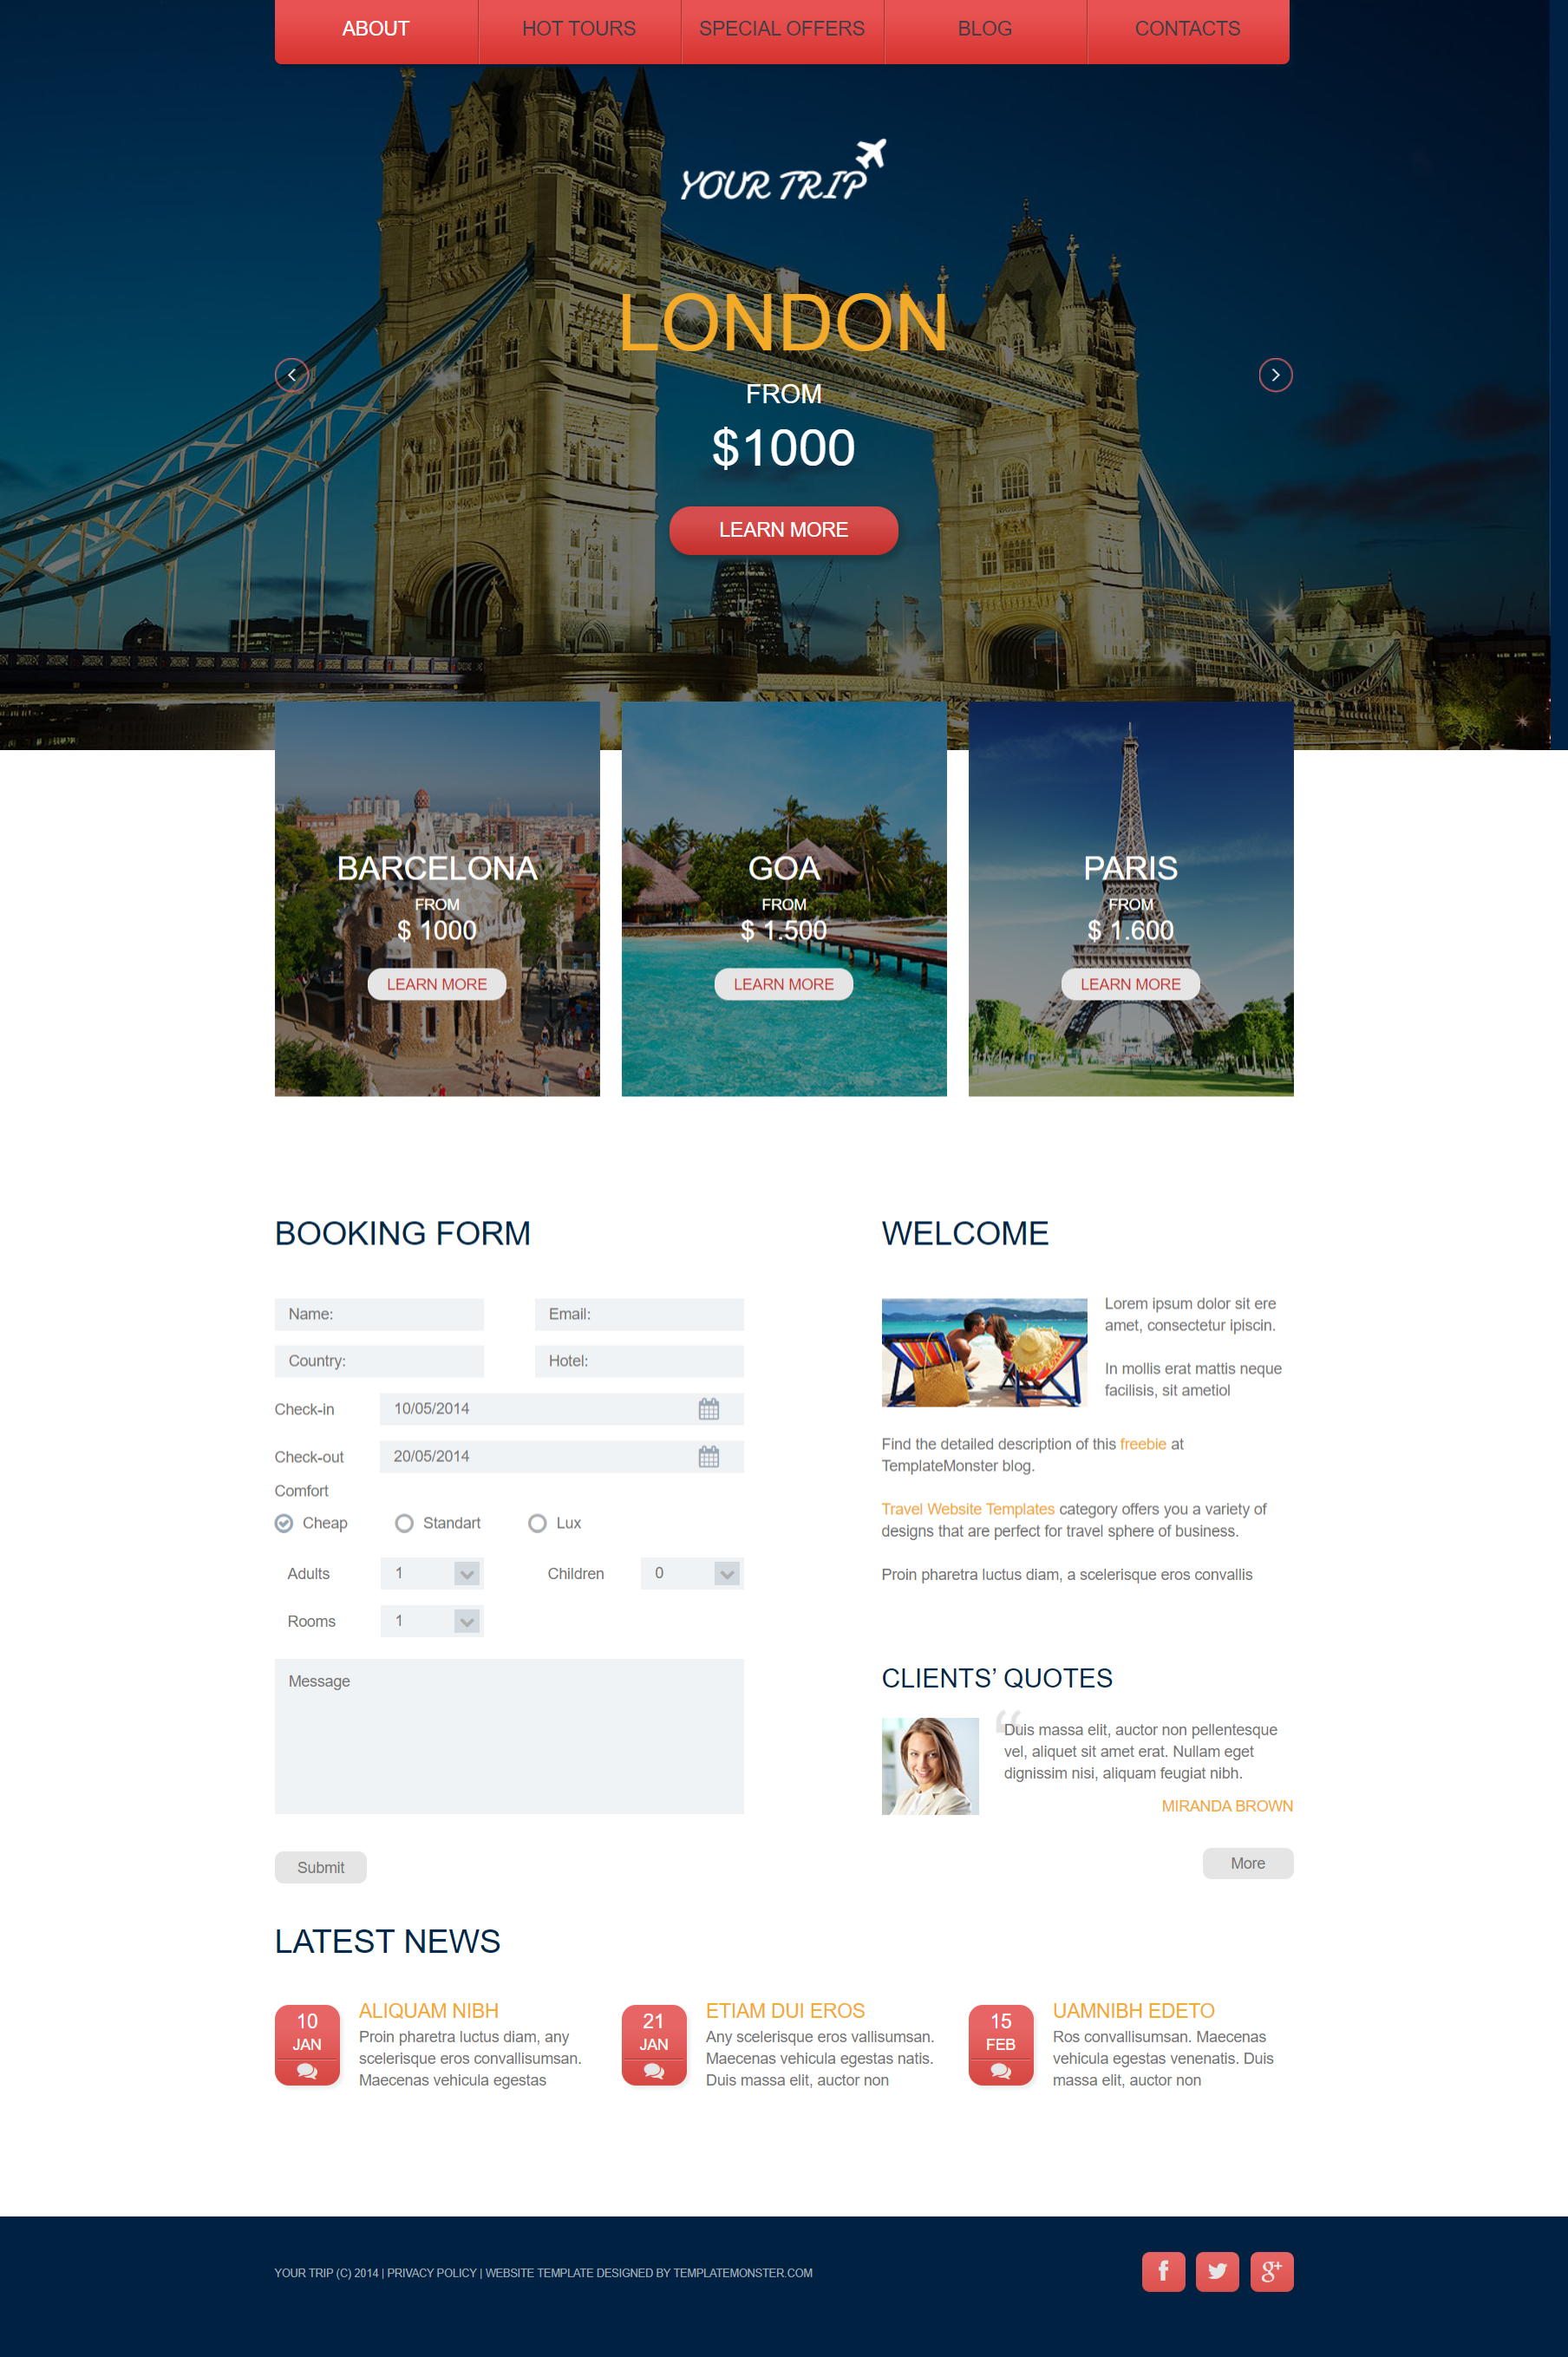 ABOUT
HOT TOURS
SPECIAL OFFERS
BLOG
CONTACTS
YOUR TRIP
LONDON
FROM
$1000
LEARN MORE
BARCELONA
FROM
$ 1000
LEARN MORE
GOA
FROM
$ 1.500
LEARN MORE
PARIS
FROM
$ 1.600
LEARN MORE
BOOKING FORM
Name:
Email:
Country:
Hotel:
Check-in
10/05/2014
Check-out
20/05/2014
Comfort
Cheap
Standart
Lux
Adults
1
Children
0
Rooms
1
Message
Submit
WELCOME
Lorem ipsum dolor sit ere
amet, consectetur ipiscin.
In mollis erat mattis neque
facilisis, sit ametiol
Find the detailed description of this freebie at
TemplateMonster blog.
Travel Website Templates category offers you a variety of
designs that are perfect for travel sphere of business.
Proin pharetra luctus diam, a scelerisque eros convallis
CLIENTS’ QUOTES
“
Duis massa elit, auctor non pellentesque
vel, aliquet sit amet erat. Nullam eget
dignissim nisi, aliquam feugiat nibh.
MIRANDA BROWN
More
LATEST NEWS
10
JAN
ALIQUAM NIBH
Proin pharetra luctus diam, any
scelerisque eros convallisumsan.
Maecenas vehicula egestas
21
JAN
ETIAM DUI EROS
Any scelerisque eros vallisumsan.
Maecenas vehicula egestas natis.
Duis massa elit, auctor non
15
FEB
UAMNIBH EDETO
Ros convallisumsan. Maecenas
vehicula egestas venenatis. Duis
massa elit, auctor non
YOUR TRIP (C) 2014 | PRIVACY POLICY | WEBSITE TEMPLATE DESIGNED BY TEMPLATEMONSTER.COM
f
g+